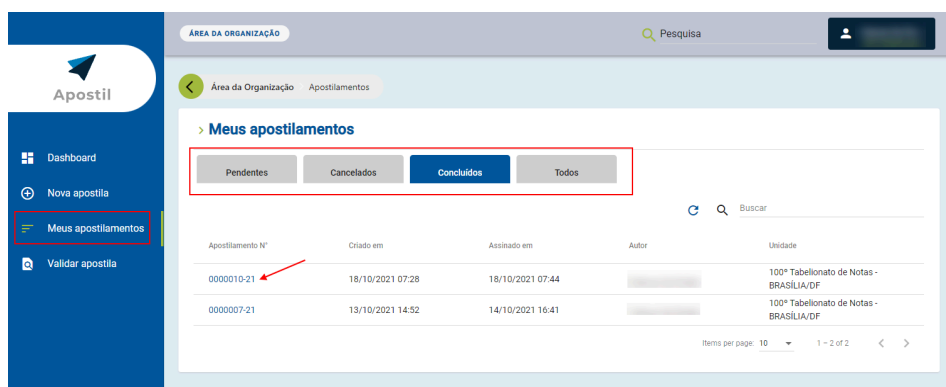 ÁREA DA ORGANIZAÇÃO
Pesquisa
Apostil
Área da Organização Apostilamentos
Meus apostilamentos
Dashboard
Nova apostila
Meus apostilamentos
Validar apostila
Pendentes Cancelados Concluídos Todos
Buscar
Apostilamento N° Criado em Assinado em Autor Unidade
0000010-21 18/10/2021 07:28 18/10/2021 07:44 100º Tabelionato de Notas -
BRASÍLIA/DF
0000007-21 13/10/2021 14:52 14/10/2021 16:41 100º Tabelionato de Notas -
BRASÍLIA/DF
Items per page: 10 1 – 2 of 2